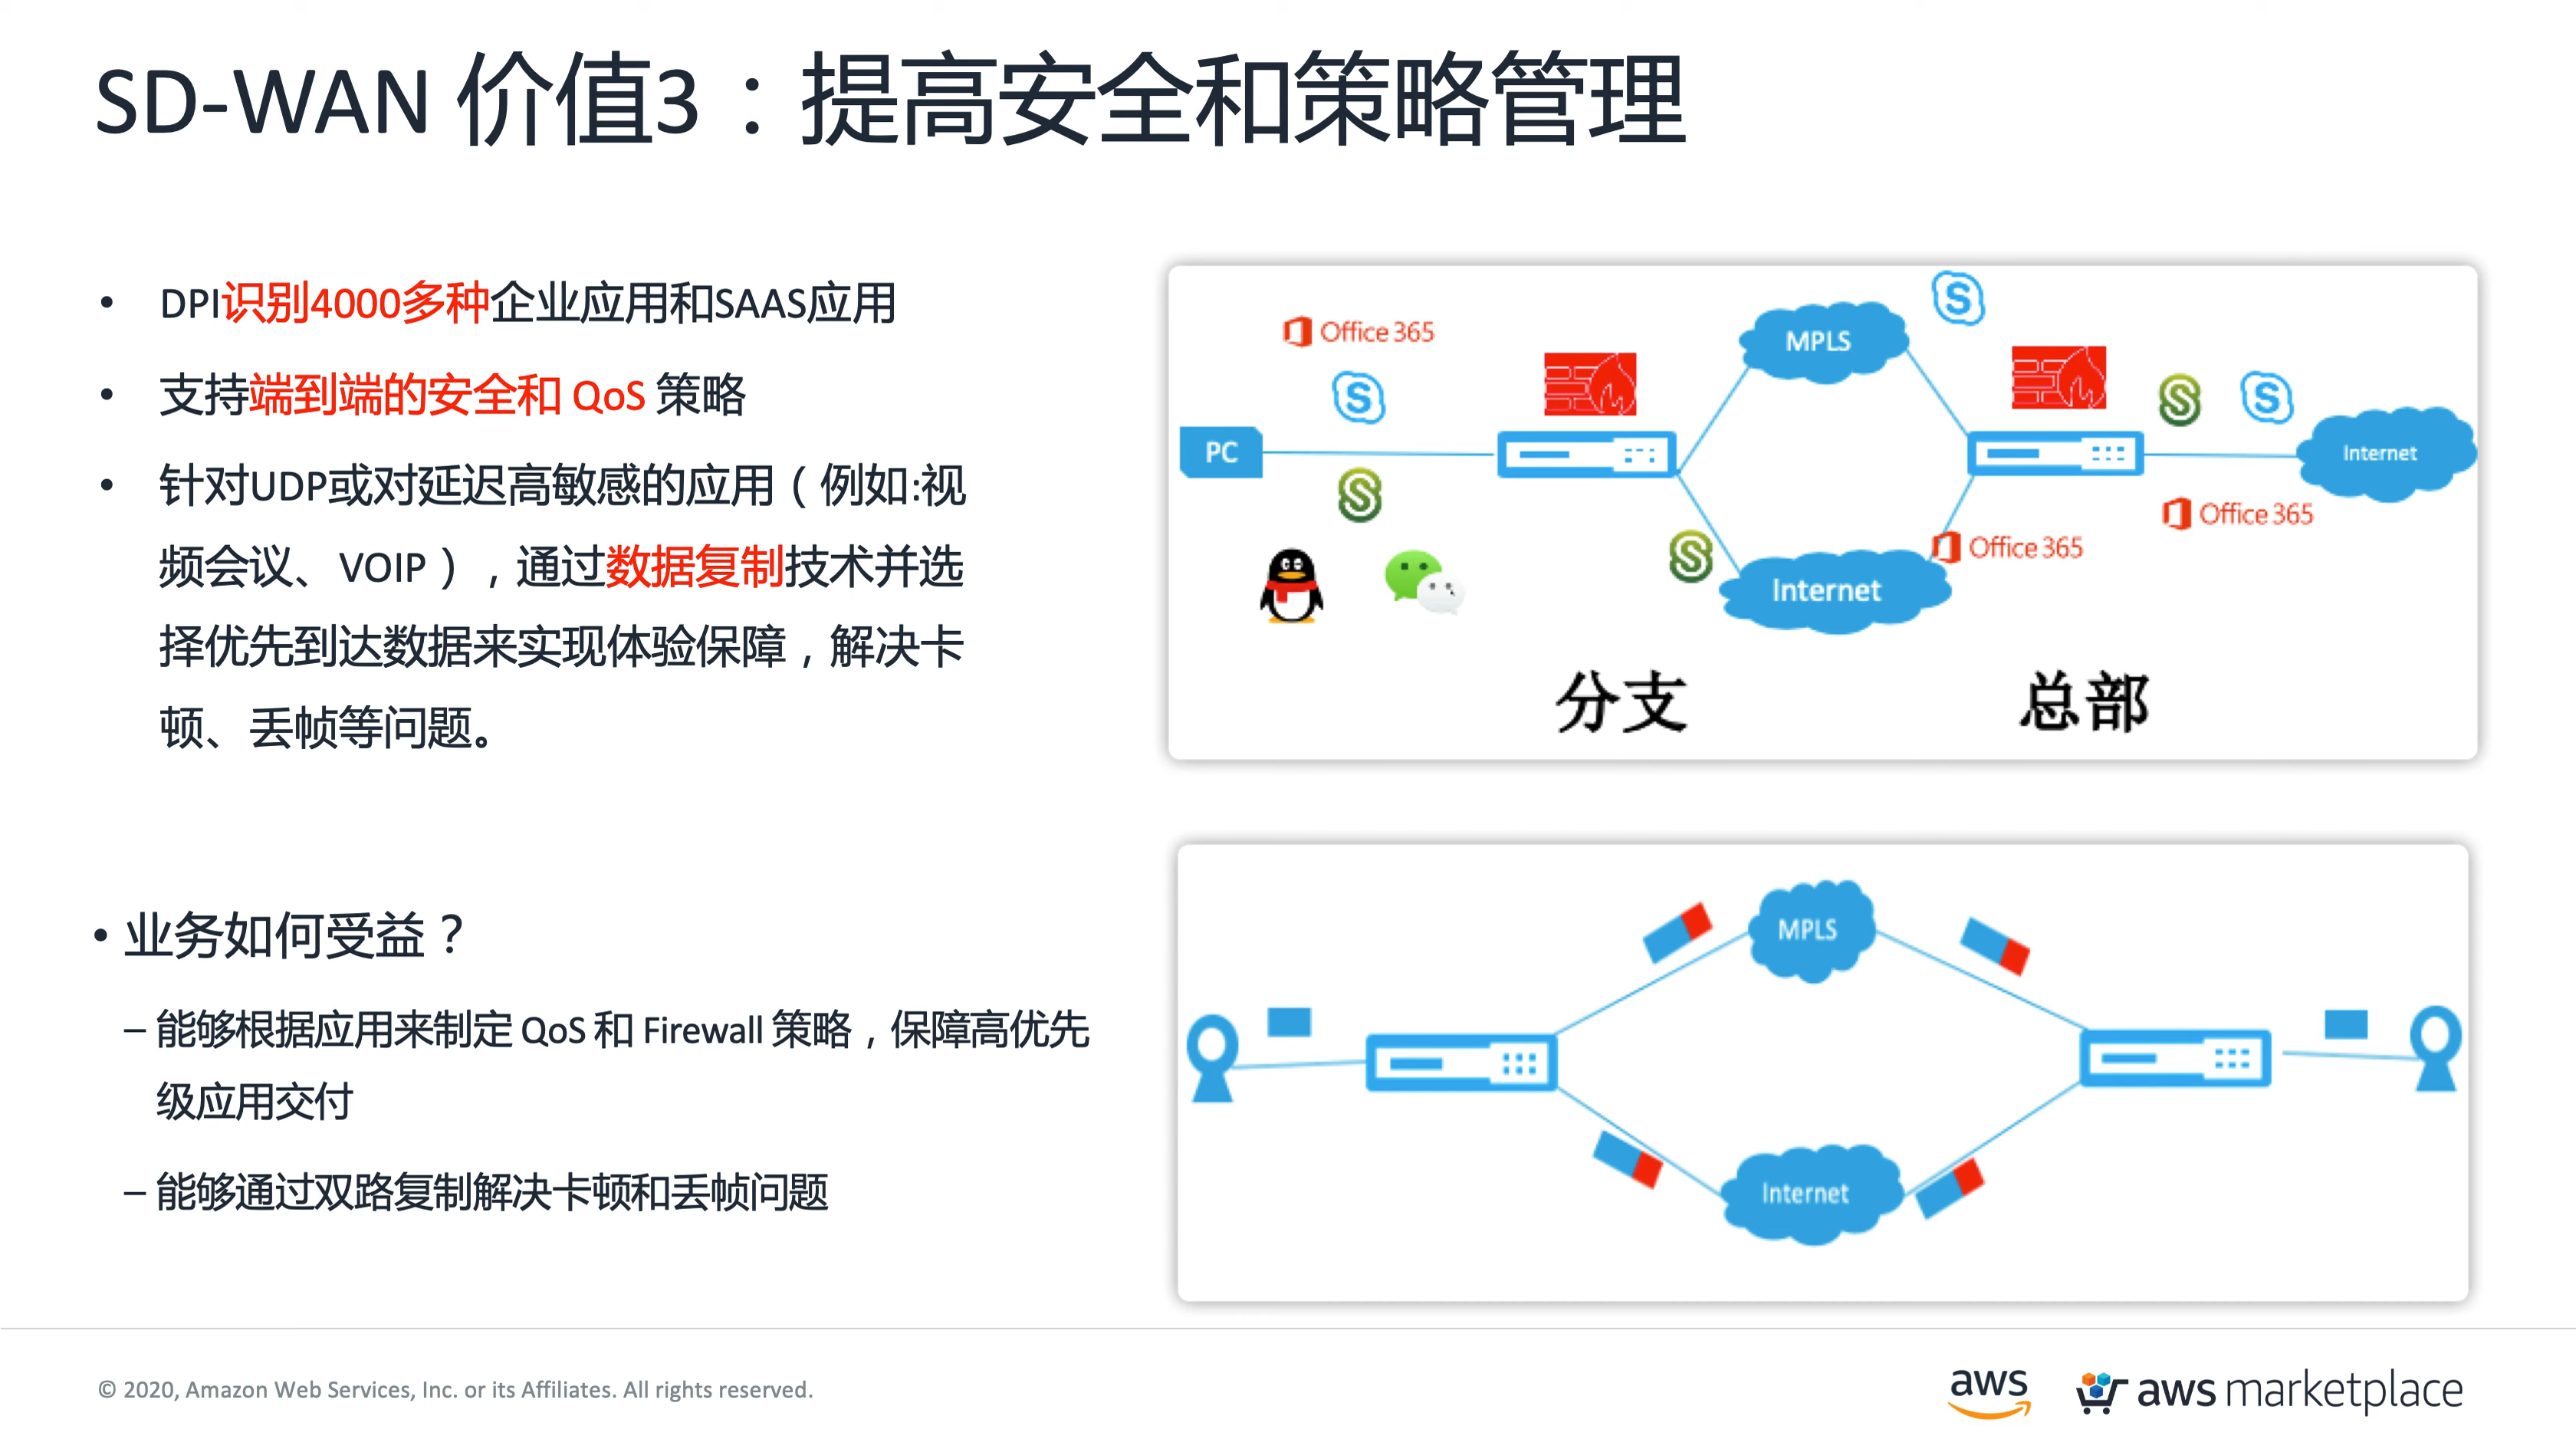 SD-WAN 价值3：提高安全和策略管理
• DPI识别4000多种企业应用和SAAS应用
• 支持端到端的安全和 QoS 策略
• 针对UDP或对延迟高敏感的应用（例如:视
频会议、VOIP），通过数据复制技术并选
择优先到达数据来实现体验保障，解决卡
顿、丢帧等问题。
• 业务如何受益？
– 能够根据应用来制定 QoS 和 Firewall 策略，保障高优先
级应用交付
– 能够通过双路复制解决卡顿和丢帧问题
Office 365
MPLS
PC
Internet
Office 365
Office 365
Internet
分支
总部
MPLS
Internet
© 2020, Amazon Web Services, Inc. or its Affiliates. All rights reserved.
aws
aws marketplace